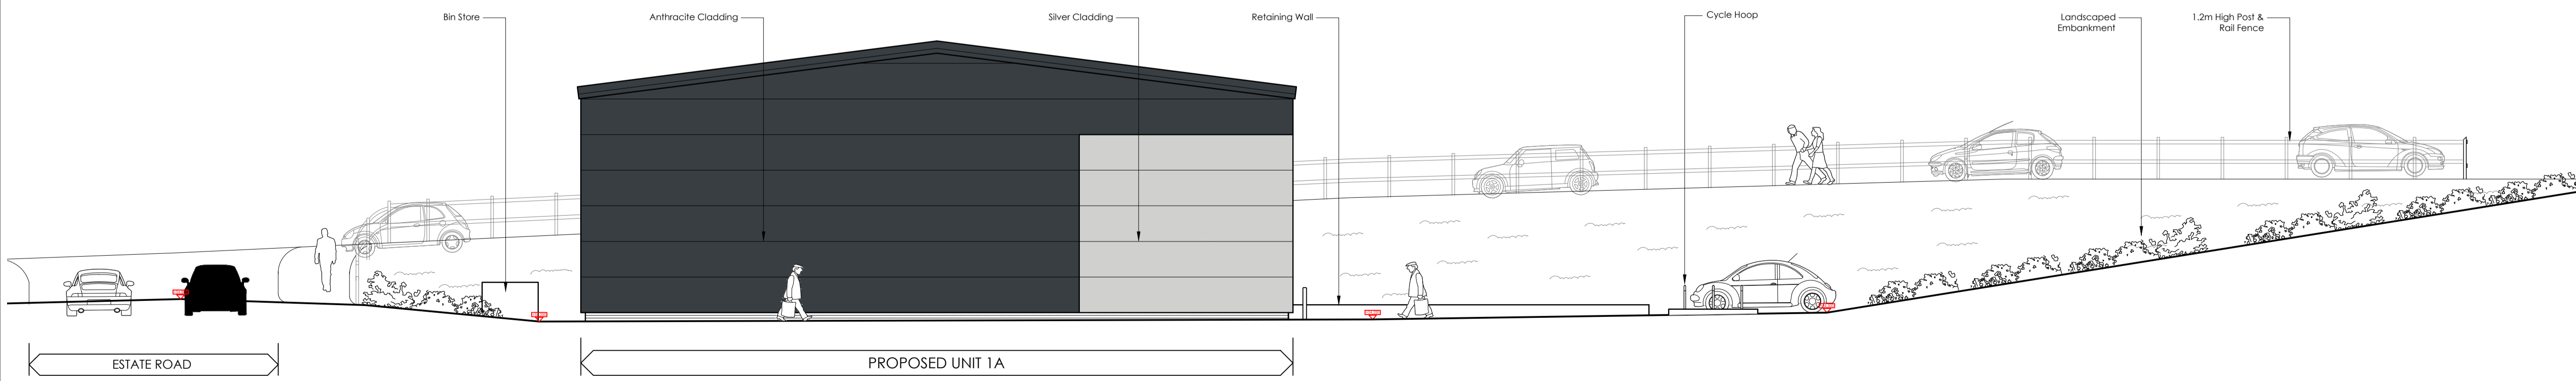 Bin Store
Anthracite Cladding
Silver Cladding
Retaining Wall
Cycle Hoop
Landscaped
Embankment
1.2m High Post &
Rail Fence
ESTATE ROAD
PROPOSED UNIT 1A